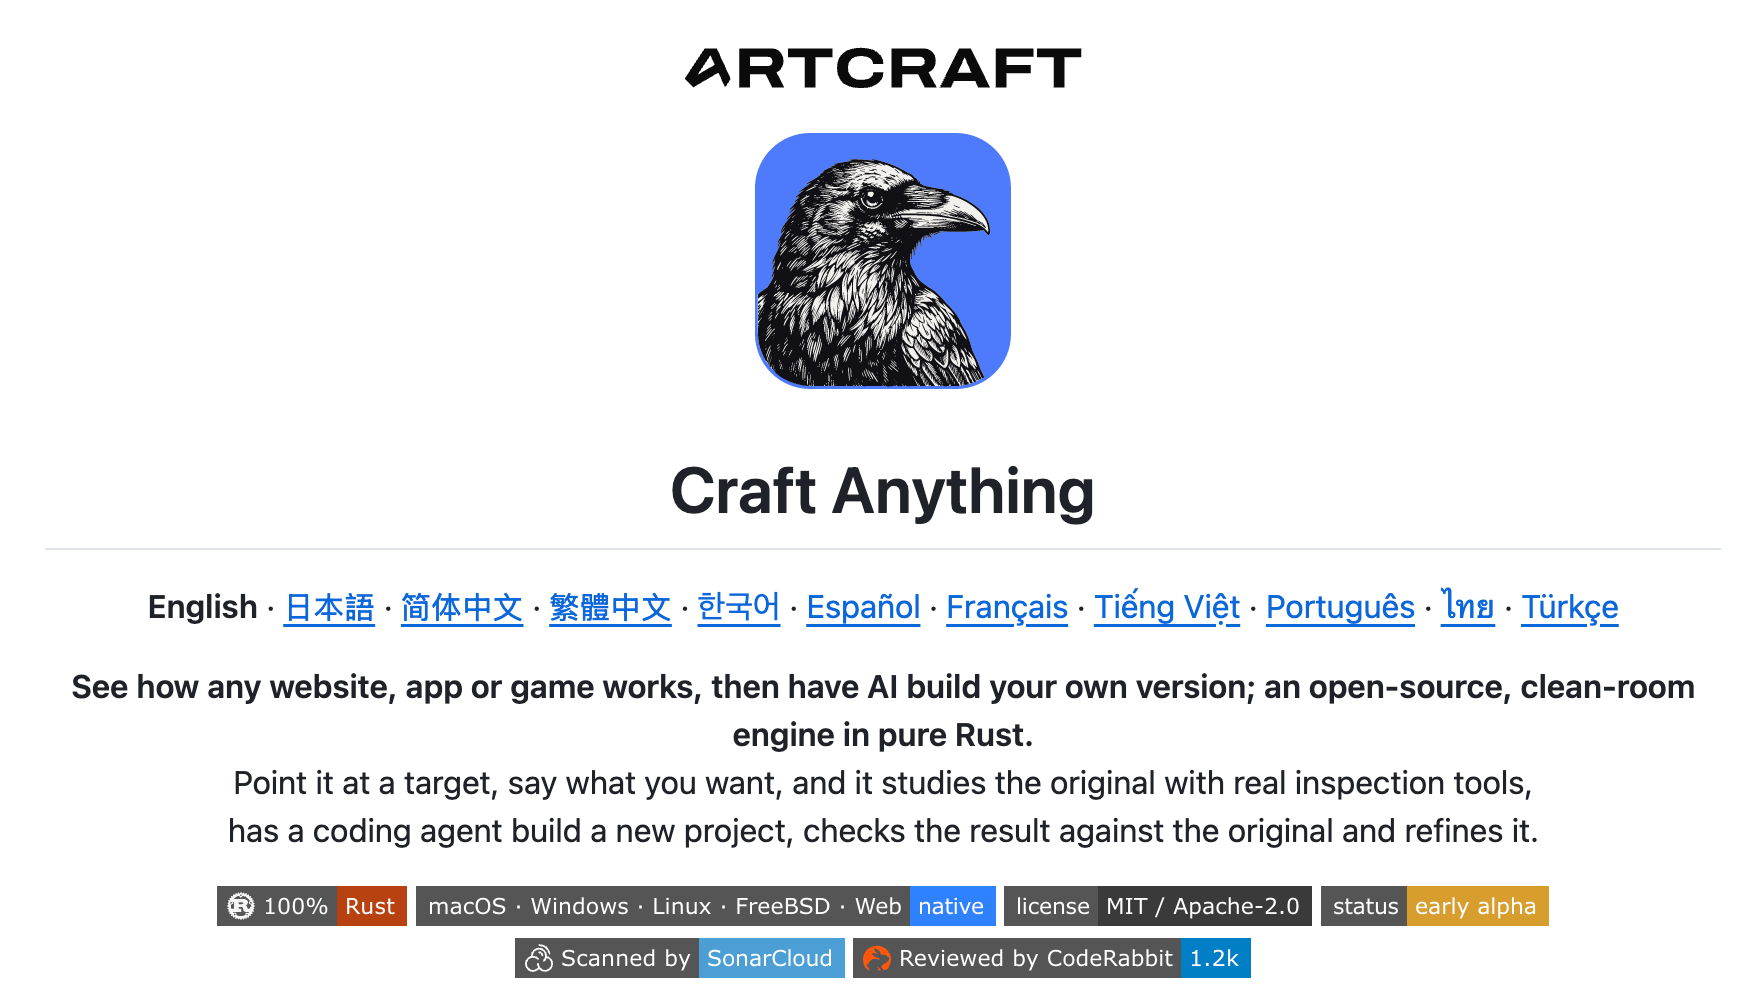 ARTCRAFT
Craft Anything
English · 日本語 · 简体中文 · 繁體中文 · 한국어 · Español · Français · Tiếng Việt · Português · ไทย · Türkçe
See how any website, app or game works, then have AI build your own version; an open-source, clean-room
engine in pure Rust.
Point it at a target, say what you want, and it studies the original with real inspection tools,
has a coding agent build a new project, checks the result against the original and refines it.
100% Rust macOS · Windows · Linux · FreeBSD · Web native license MIT / Apache-2.0 status early alpha
Scanned by SonarCloud Reviewed by CodeRabbit 1.2k